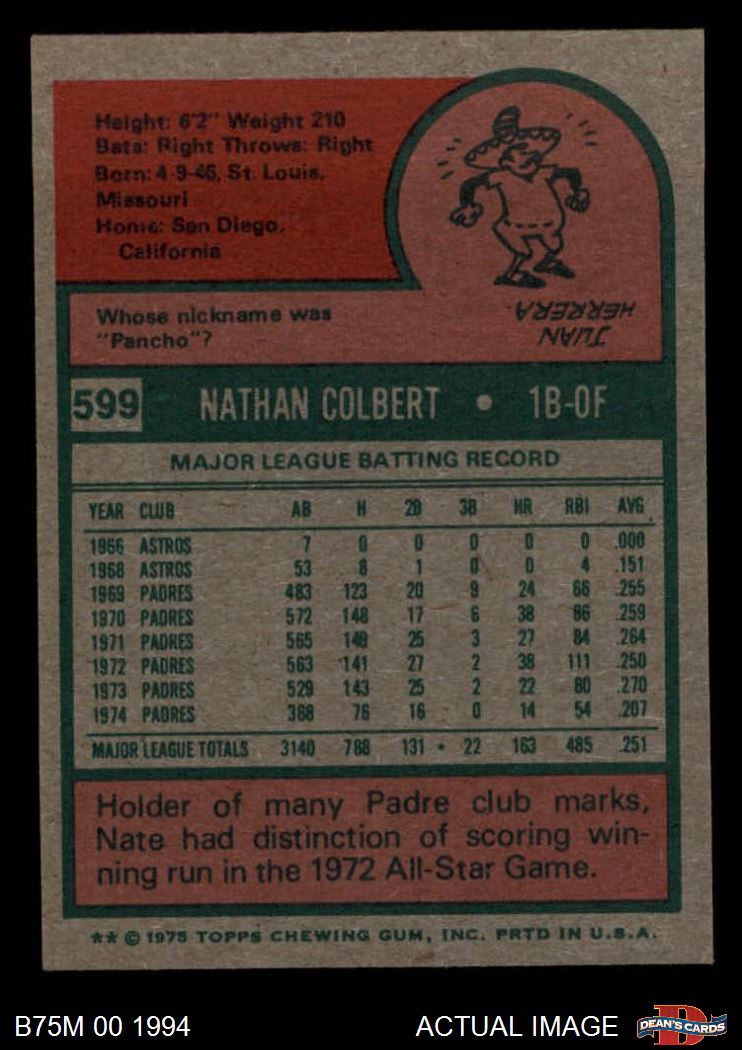 Height: 6'2" Weight 210
Bats: Right Throws: Right
Born: 4-9-46, St. Louis,
Missouri
Home: San Diego,
California
Whose nickname was
"Pancho"?
JUAN
HERRERA.
599 NATHAN COLBERT • 1B-OF
MAJOR LEAGUE BATTING RECORD
YEAR CLUB AB H 2B 3B HR RBI AVG.
1966 ASTROS 7 0 0 0 0 0 .000
1968 ASTROS 53 8 1 0 0 4 .151
1969 PADRES 483 123 20 9 24 66 .255
1970 PADRES 572 148 17 6 38 86 .259
1971 PADRES 565 149 25 3 27 84 .264
1972 PADRES 563 141 27 2 38 111 .250
1973 PADRES 529 143 25 2 22 80 .270
1974 PADRES 368 76 16 0 14 54 .207
MAJOR LEAGUE TOTALS 3140 788 131 22 163 485 .251
Holder of many Padre club marks,
Nate had distinction of scoring win-
ning run in the 1972 All-Star Game.
** © 1975 TOPPS CHEWING GUM, INC. PRTD IN U.S.A.
B75M 00 1994 ACTUAL IMAGE D DEAN'S CARDS